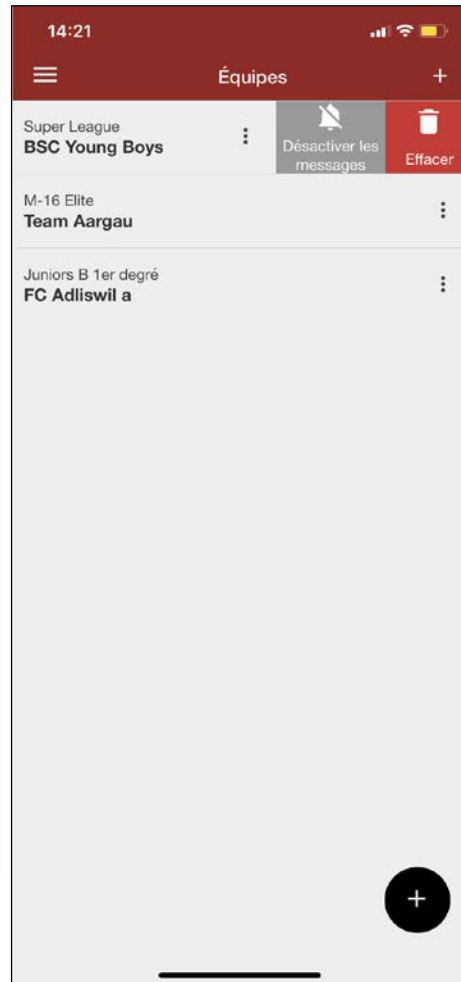 14:21
Équipes
Super League
BSC Young Boys
Désactiver les
messages
Effacer
M-16 Elite
Team Aargau
Juniors B 1er degré
FC Adliswil a